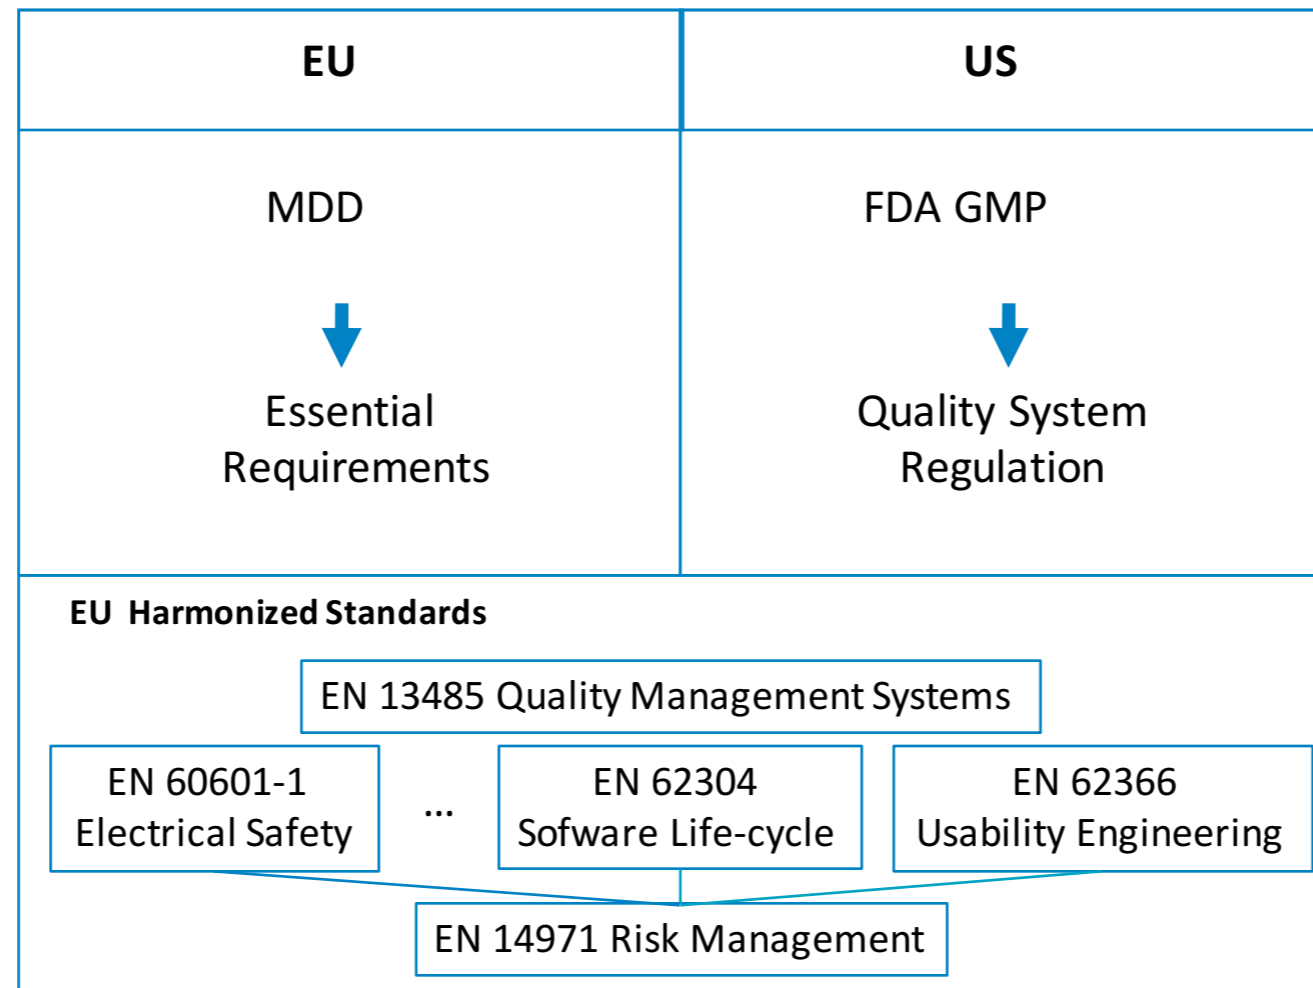 EU
US
MDD
FDA GMP
Essential
Requirements
Quality System
Regulation
EU Harmonized Standards
EN 13485 Quality Management Systems
EN 60601-1
Electrical Safety
...
EN 62304
Sofware Life-cycle
EN 62366
Usability Engineering
EN 14971 Risk Management